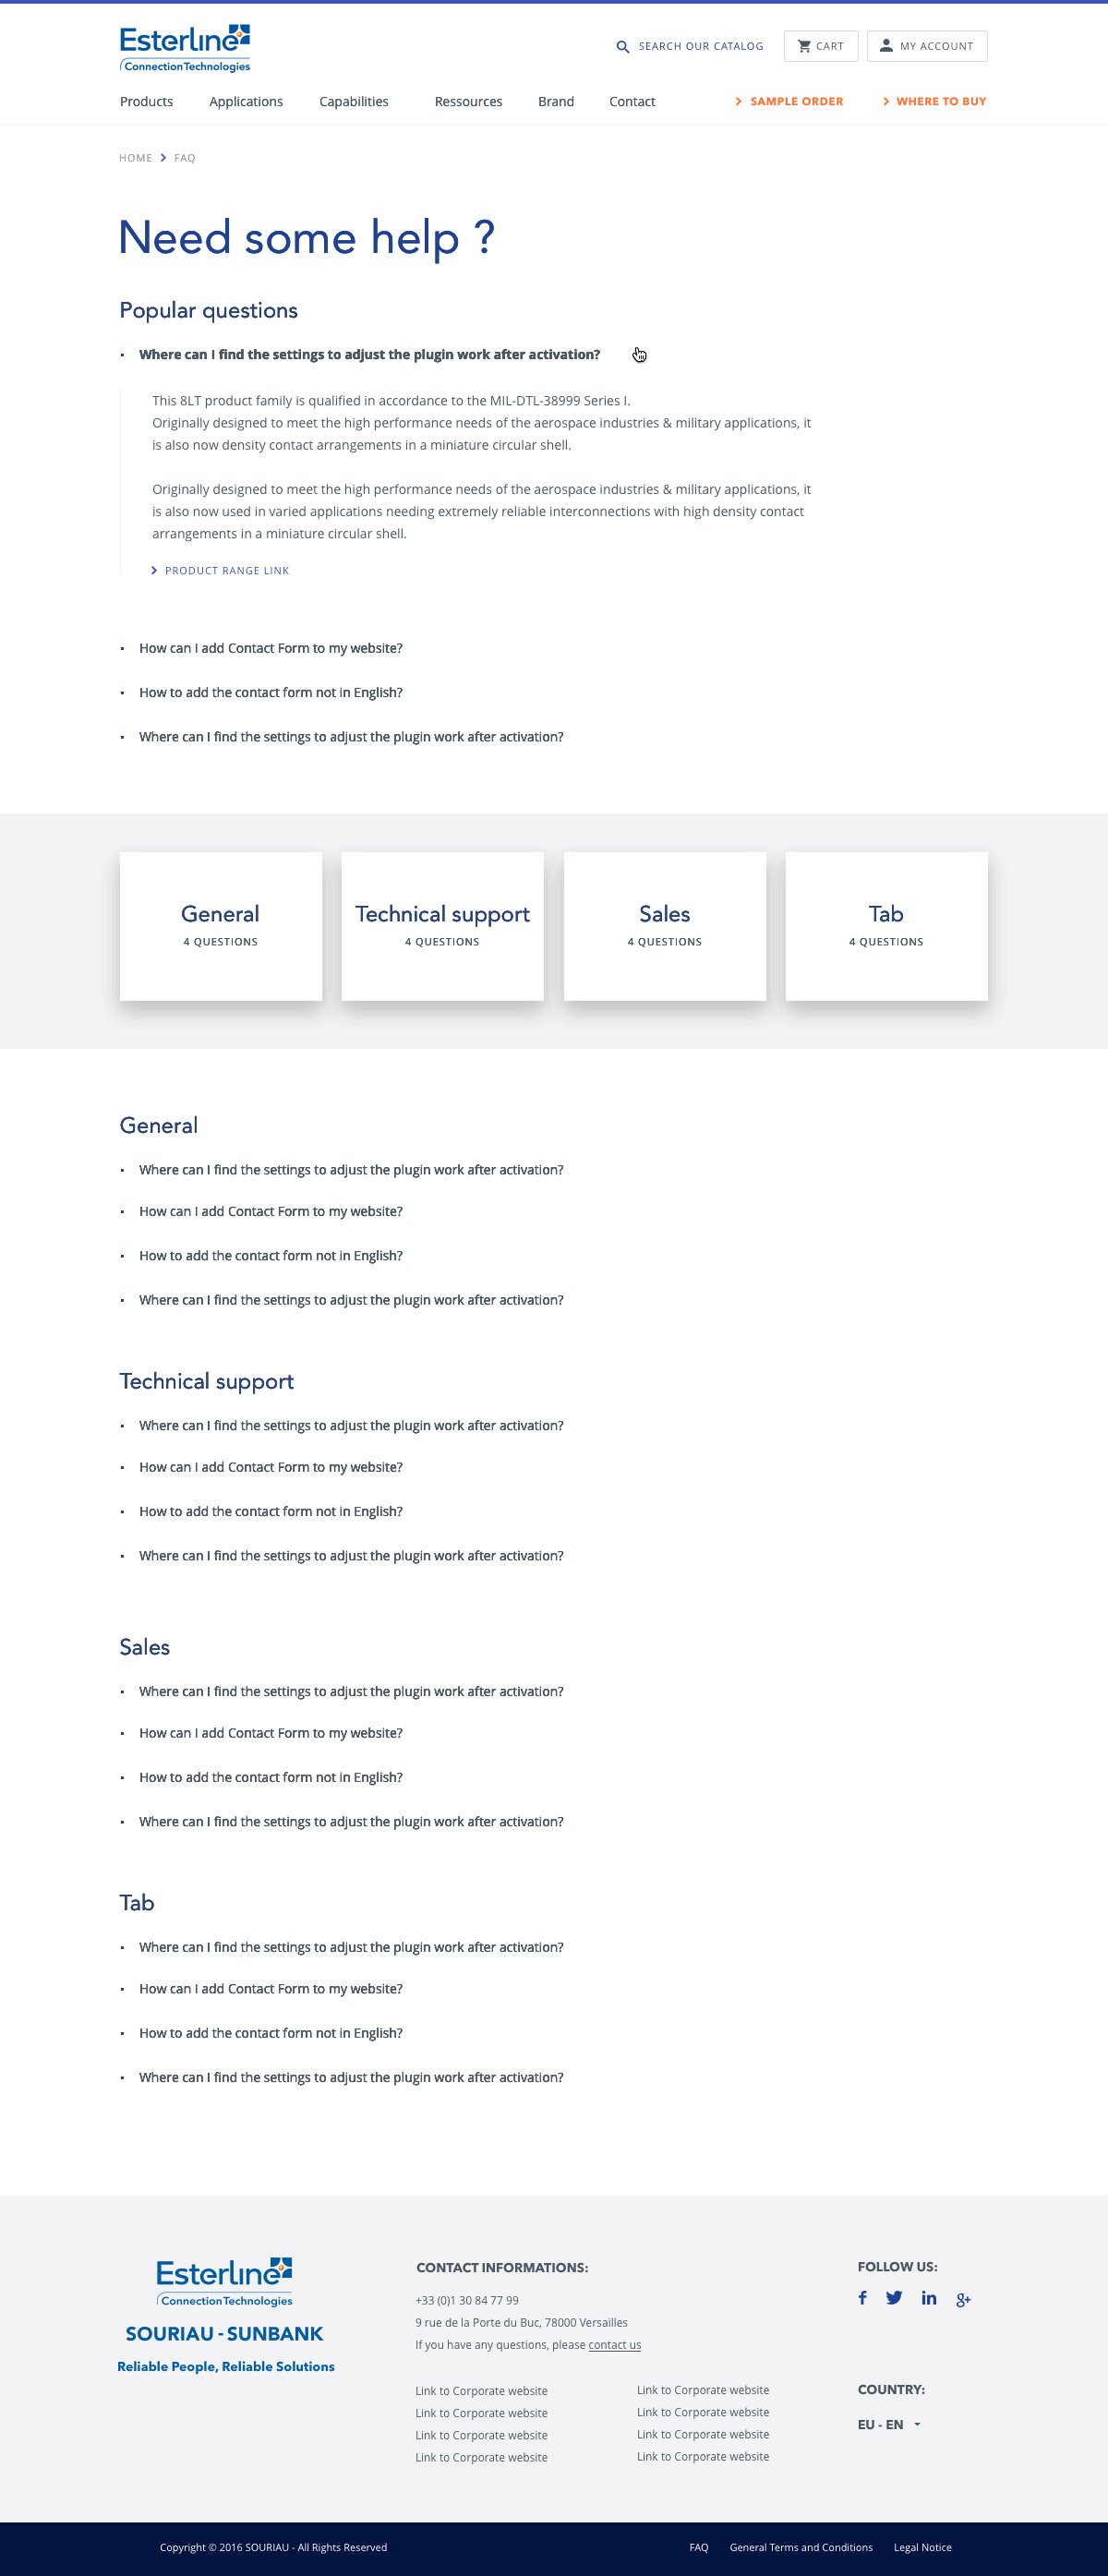 Esterline
Connection Technologies
SEARCH OUR CATALOG
CART
MY ACCOUNT
Products Applications Capabilities Ressources Brand Contact
SAMPLE ORDER
WHERE TO BUY
HOME FAQ
Need some help ?
Popular questions
Where can I find the settings to adjust the plugin work after activation?
This 8LT product family is qualified in accordance to the MIL-DTL-38999 Series I.
Originally designed to meet the high performance needs of the aerospace industries & military applications, it
is also now density contact arrangements in a miniature circular shell.
Originally designed to meet the high performance needs of the aerospace industries & military applications, it
is also now used in varied applications needing extremely reliable interconnections with high density contact
arrangements in a miniature circular shell.
PRODUCT RANGE LINK
How can I add Contact Form to my website?
How to add the contact form not in English?
Where can I find the settings to adjust the plugin work after activation?
General
4 QUESTIONS
Technical support
4 QUESTIONS
Sales
4 QUESTIONS
Tab
4 QUESTIONS
General
Where can I find the settings to adjust the plugin work after activation?
How can I add Contact Form to my website?
How to add the contact form not in English?
Where can I find the settings to adjust the plugin work after activation?
Technical support
Where can I find the settings to adjust the plugin work after activation?
How can I add Contact Form to my website?
How to add the contact form not in English?
Where can I find the settings to adjust the plugin work after activation?
Sales
Where can I find the settings to adjust the plugin work after activation?
How can I add Contact Form to my website?
How to add the contact form not in English?
Where can I find the settings to adjust the plugin work after activation?
Tab
Where can I find the settings to adjust the plugin work after activation?
How can I add Contact Form to my website?
How to add the contact form not in English?
Where can I find the settings to adjust the plugin work after activation?
Esterline
Connection Technologies
SOURIAU - SUNBANK
Reliable People, Reliable Solutions
CONTACT INFORMATIONS:
+33 (0)1 30 84 77 99
9 rue de la Porte du Buc, 78000 Versailles
If you have any questions, please contact us
Link to Corporate website
Link to Corporate website
Link to Corporate website
Link to Corporate website
Link to Corporate website
Link to Corporate website
Link to Corporate website
Link to Corporate website
FOLLOW US:
f in g+
COUNTRY:
EU - EN
Copyright © 2016 SOURIAU - All Rights Reserved
FAQ General Terms and Conditions Legal Notice